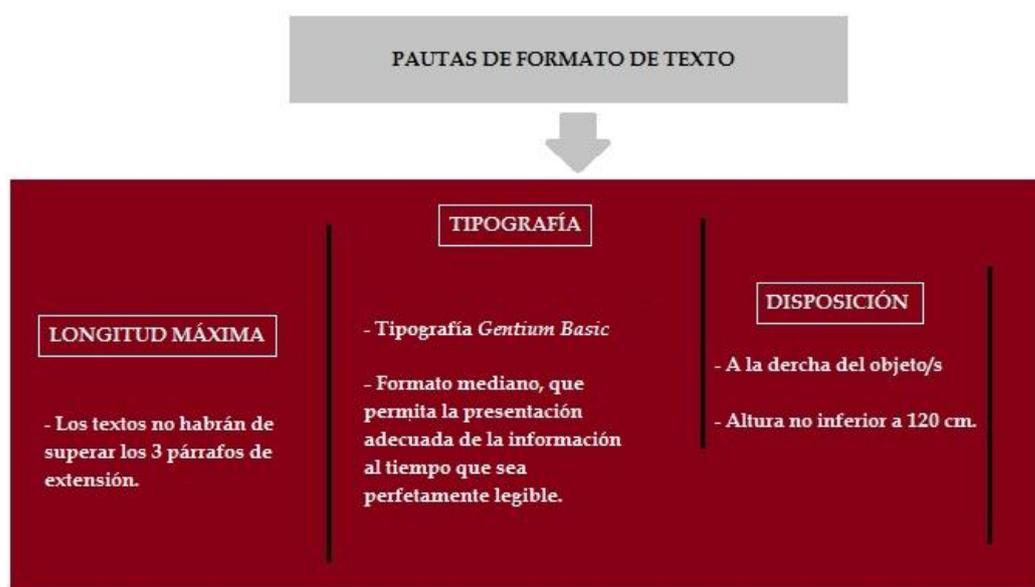 PAUTAS DE FORMATO DE TEXTO
LONGITUD MÁXIMA
- Los textos no habrán de
superar los 3 párrafos de
extensión.
TIPOGRAFÍA
- Tipografía Gentium Basic
- Formato mediano, que
permita la presentación
adecuada de la información
al tiempo que sea
perfetamente legible.
DISPOSICIÓN
- A la dercha del objeto/s
- Altura no inferior a 120 cm.